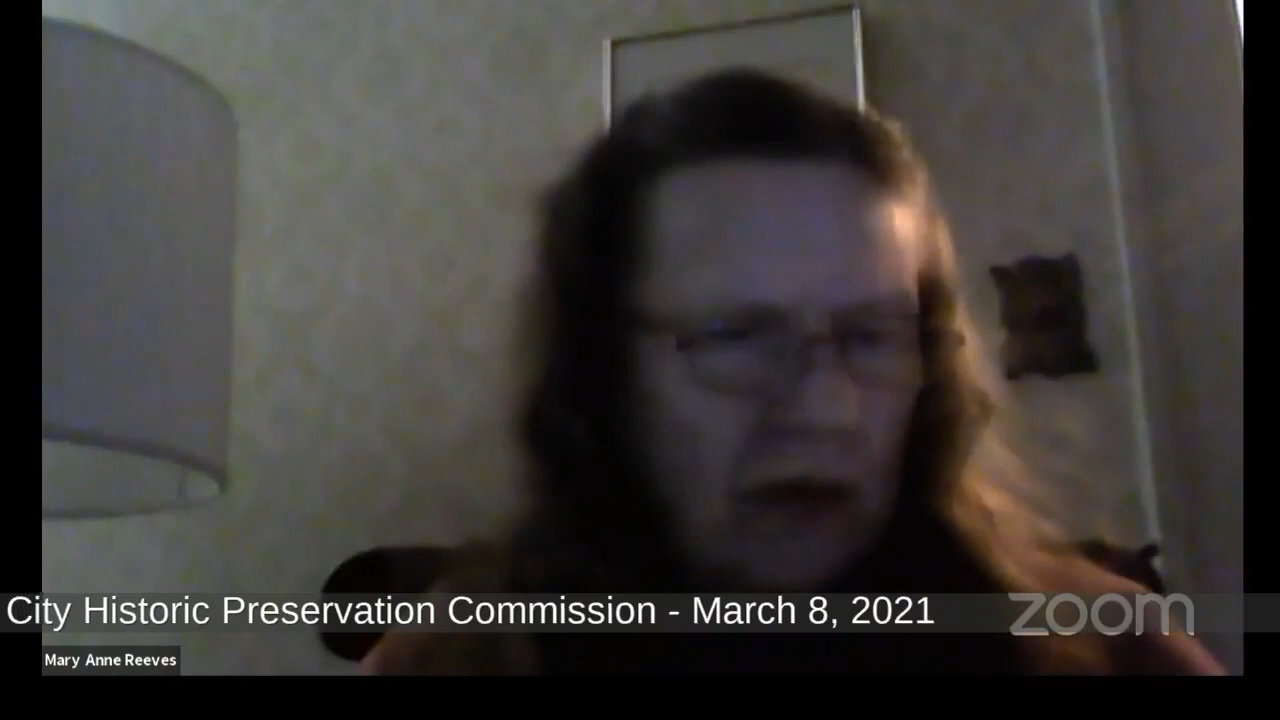 City Historic Preservation Commission - March 8, 2021
zoom
Mary Anne Reeves